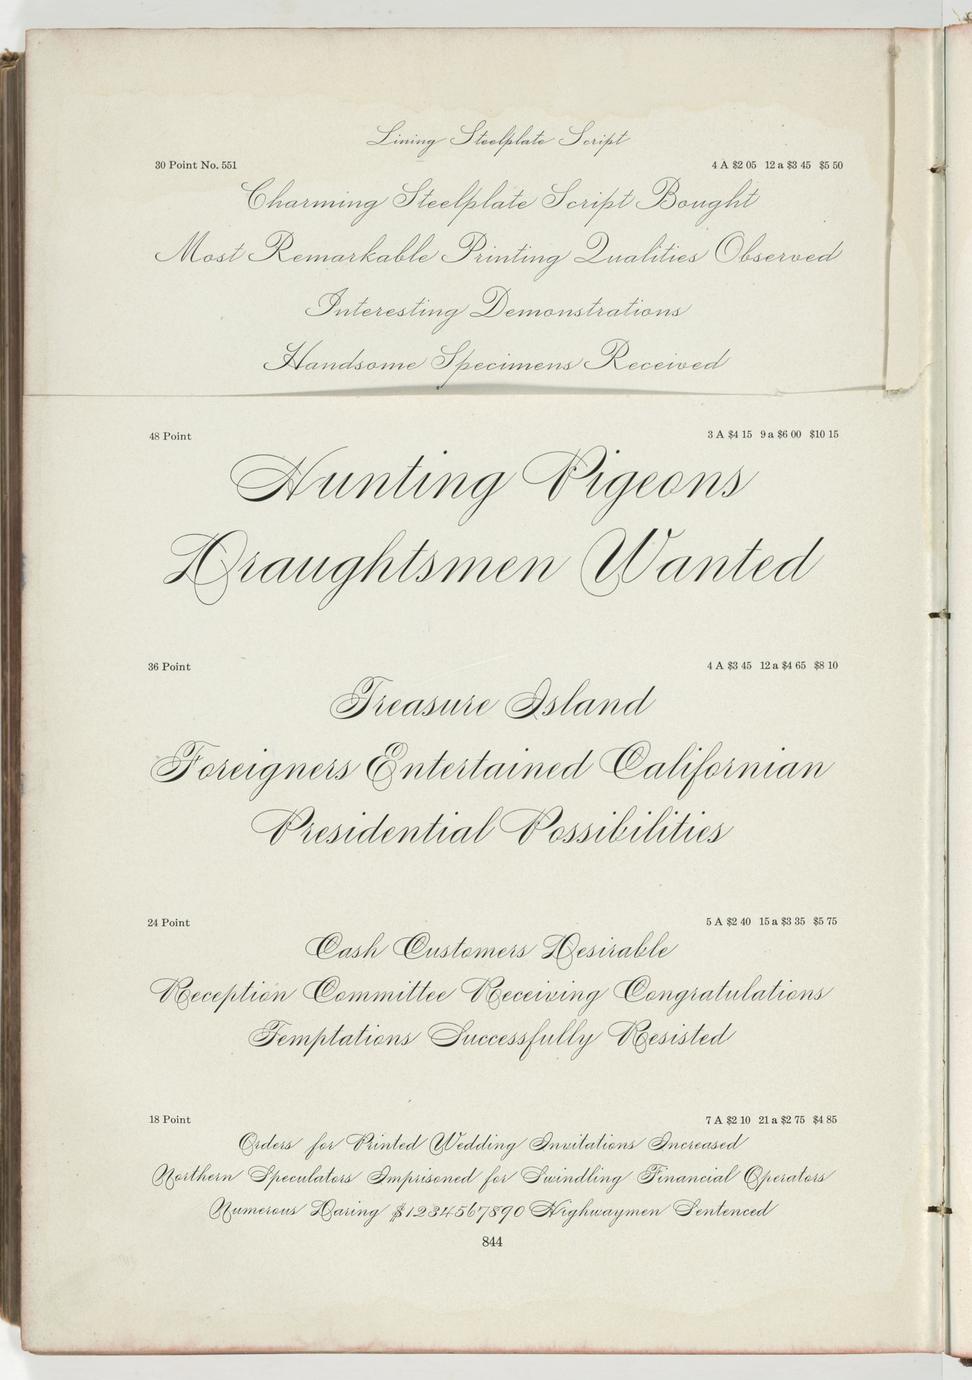 Lining Steelplate Script
30 Point No. 551 4 A $2 05 12 a $3 45 $5 50
Charming Steelplate Script Bought
Most Remarkable Printing Qualities Observed
Interesting Demonstrations
Handsome Specimens Received
48 Point 3 A $4 15 9 a $6 00 $10 15
Hunting Pigeons
Draughtsmen Wanted
36 Point 4 A $3 45 12 a $4 65 $8 10
Treasure Island
Foreigners Entertained Californian
Presidential Possibilities
24 Point 5 A $2 40 15 a $3 35 $5 75
Cash Customers Desirable
Reception Committee Receiving Congratulations
Temptations Successfully Resisted
18 Point 7 A $2 10 21 a $2 75 $4 85
Orders for Printed Wedding Invitations Increased
Northern Speculators Imprisoned for Swindling Financial Operators
Numerous Daring $1234567890 Highwaymen Sentenced
844